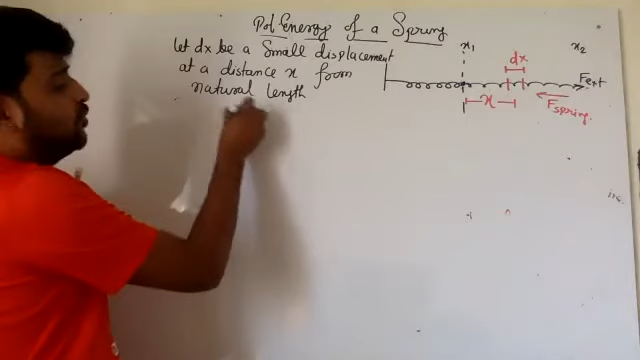 Pot Energy of a Spring
let dx be a small displacement
at a distance x from
natural length
x₁
x₂
dx
x
Fext
Fspring